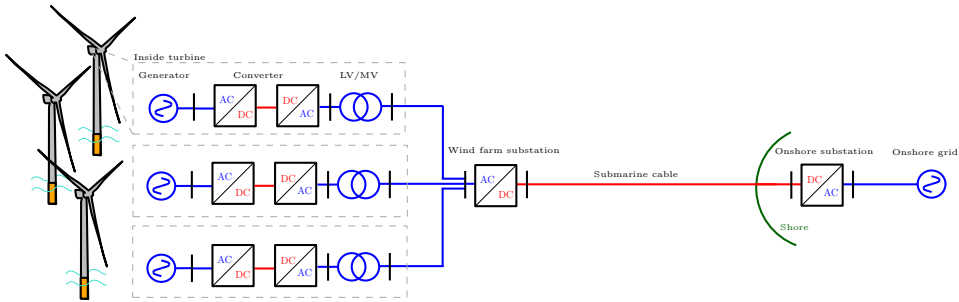 Inside turbine
Generator Converter LV/MV
AC DC DC AC
Wind farm substation
Onshore substation
Onshore grid
AC DC DC AC
AC DC
Submarine cable
DC AC
Shore
AC DC DC AC